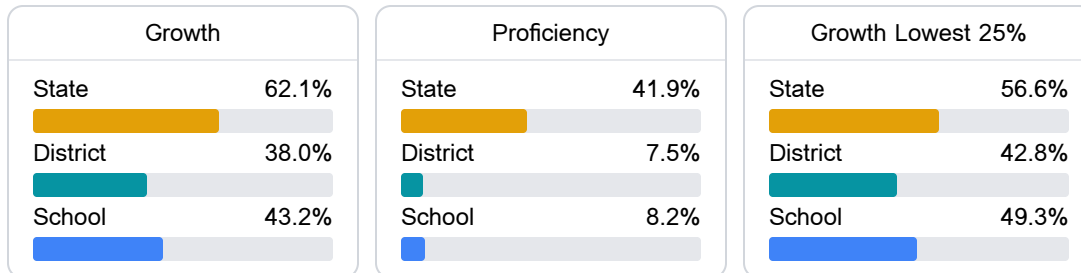 Growth
State 62.1%
District 38.0%
School 43.2%
Proficiency
State 41.9%
District 7.5%
School 8.2%
Growth Lowest 25%
State 56.6%
District 42.8%
School 49.3%